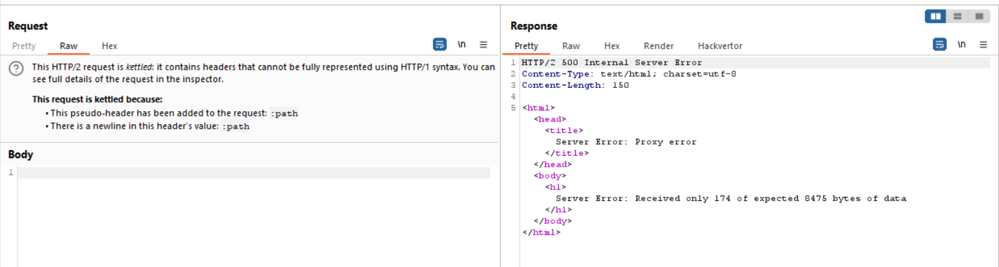 Request
Pretty Raw Hex \n
This HTTP/2 request is kettled: it contains headers that cannot be fully represented using HTTP/1 syntax. You can
see full details of the request in the inspector.
This request is kettled because:
• This pseudo-header has been added to the request: :path
• There is a newline in this header's value: :path
Body
1
Response
Pretty Raw Hex Render Hackvertor \n
1 HTTP/2 500 Internal Server Error
2 Content-Type: text/html; charset=utf-8
3 Content-Length: 150
4
5 <html>
<head>
<title>
Server Error: Proxy error
</title>
</head>
<body>
<h1>
Server Error: Received only 174 of expected 8475 bytes of data
</h1>
</body>
</html>